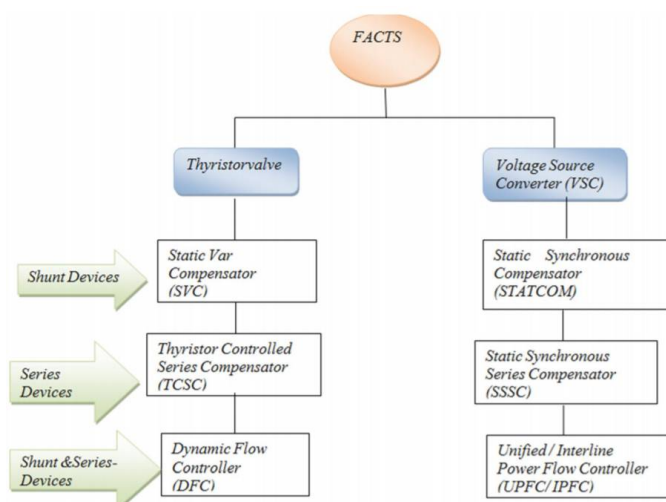 FACTS
Thyristorvalve
Voltage Source
Converter (VSC)
Shunt Devices
Static Var
Compensator
(SVC)
Static Synchronous
Compensator
(STATCOM)
Series
Devices
Thyristor Controlled
Series Compensator
(TCSC)
Static Synchronous
Series Compensator
(SSSC)
Shunt &Series-
Devices
Dynamic Flow
Controller
(DFC)
Unified / Interline
Power Flow Controller
(UPFC/ IPFC)